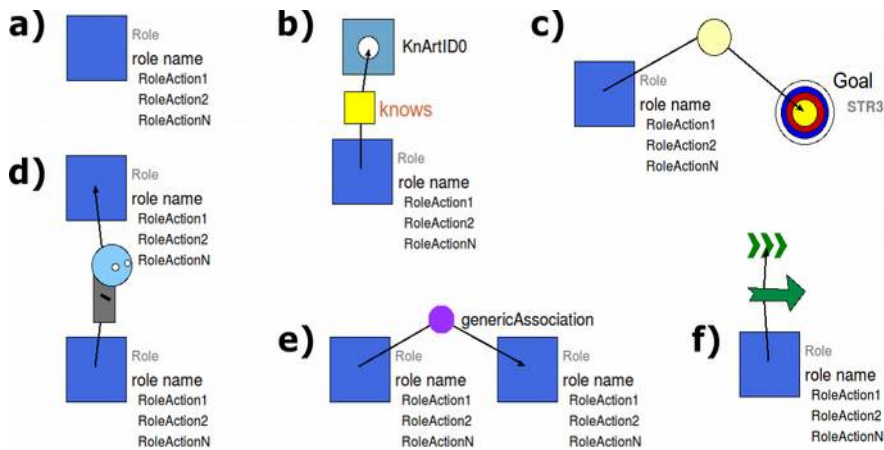 a)
Role
role name
RoleAction1
RoleAction2
RoleActionN
b)
KnArtID0
knows
Role
role name
RoleAction1
RoleAction2
RoleActionN
c)
Role
role name
RoleAction1
RoleAction2
RoleActionN
Goal
STR3
d)
Role
role name
RoleAction1
RoleAction2
RoleActionN
Role
role name
RoleAction1
RoleAction2
RoleActionN
e)
genericAssociation
Role
role name
RoleAction1
RoleAction2
RoleActionN
Role
role name
RoleAction1
RoleAction2
RoleActionN
f)
Role
role name
RoleAction1
RoleAction2
RoleActionN